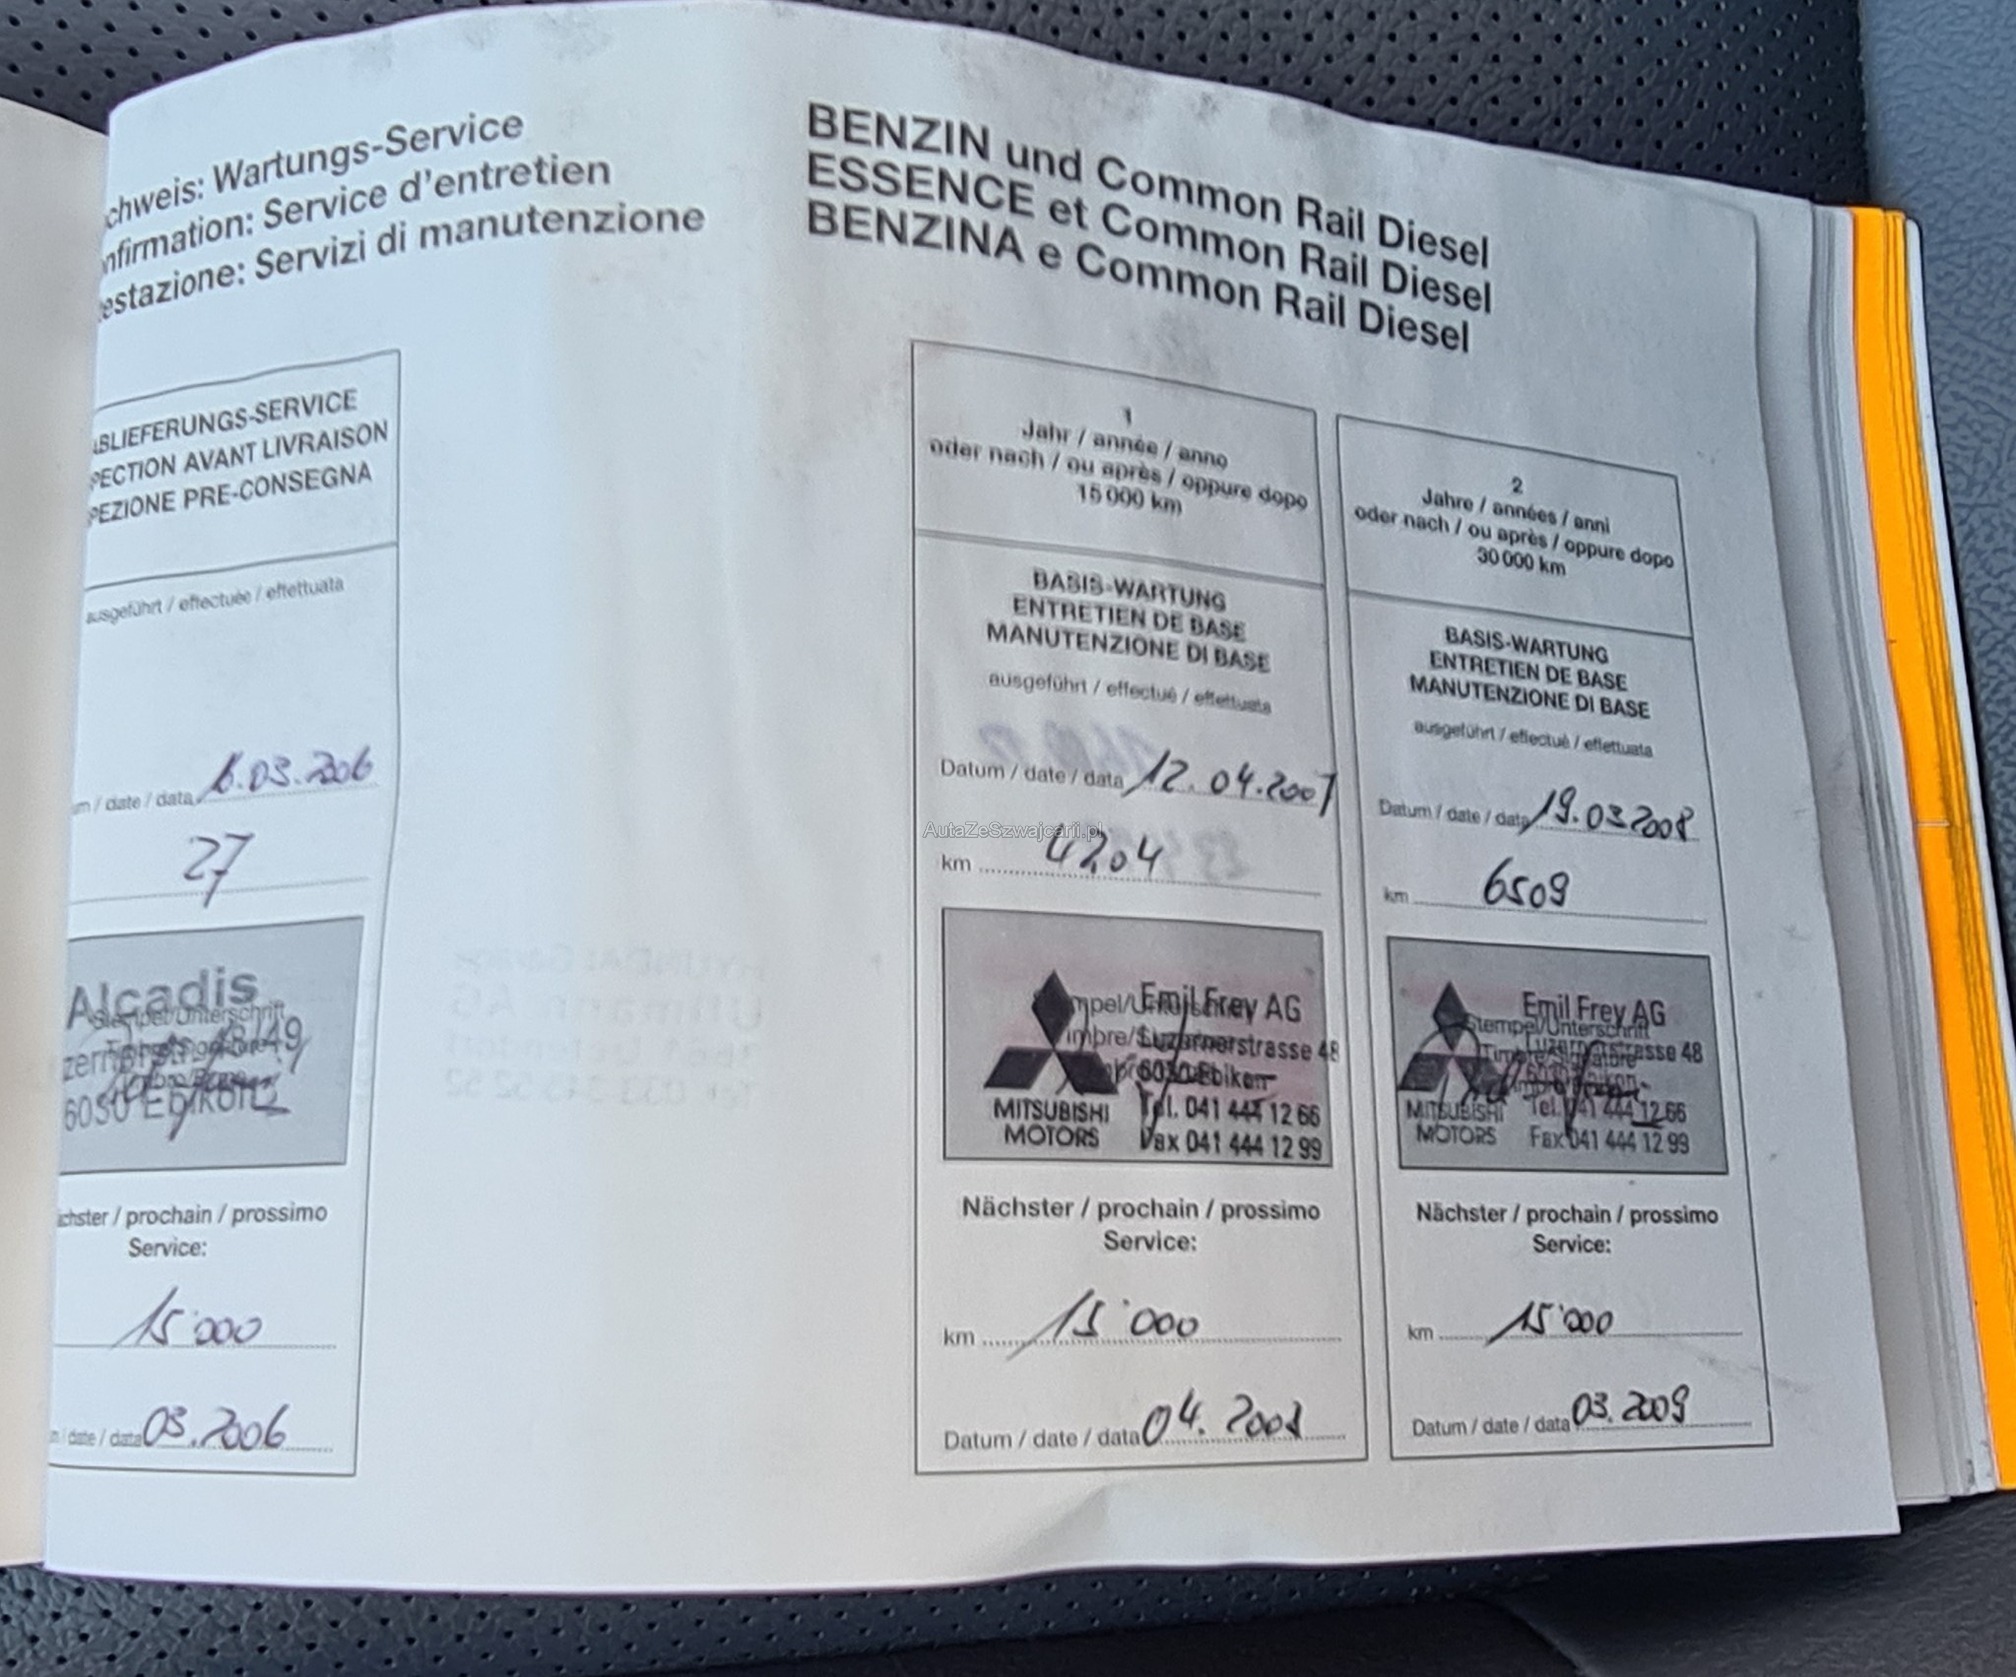 chweis: Wartungs-Service
nfirmation: Service d'entretien
estazione: Servizi di manutenzione
BENZIN und Common Rail Diesel
ESSENCE et Common Rail Diesel
BENZINA e Common Rail Diesel
BLIEFERUNGS-SERVICE
PECTION AVANT LIVRAISON
PEZIONE PRE-CONSEGNA
ausgeführt / effectuée / effettuata
m / date / data 6.03.2006
27
Alcadis
6030 Ebikon
chster / prochain / prossimo
Service:
15'000
/ date / data 03.2006
1
Jahr / année / anno
oder nach / ou après / oppure dopo
15 000 km
BASIS-WARTUNG
ENTRETIEN DE BASE
MANUTENZIONE DI BASE
ausgeführt / effectué / effettuata
Datum / date / data 12.04.2007
AutaZeSzwajcarii.pl
km 4204
Emil Frey AG
Luzernerstrasse 48
6030 Ebikon
MITSUBISHI
MOTORS
Tel. 041 444 12 66
Fax 041 444 12 99
Nächster / prochain / prossimo
Service:
km 15'000
Datum / date / data 04.2008
2
Jahre / années / anni
oder nach / ou après / oppure dopo
30 000 km
BASIS-WARTUNG
ENTRETIEN DE BASE
MANUTENZIONE DI BASE
ausgeführt / effectué / effettuata
Datum / date / data 19.03.2008
km 6509
Emil Frey AG
Stempel/Unterschrift
Luzernerstrasse 48
Timbre/Signature
6030 Ebikon
MITSUBISHI
MOTORS
Tel. 041 444 12 66
Fax 041 444 12 99
Nächster / prochain / prossimo
Service:
km 15'000
Datum / date / data 03.2009